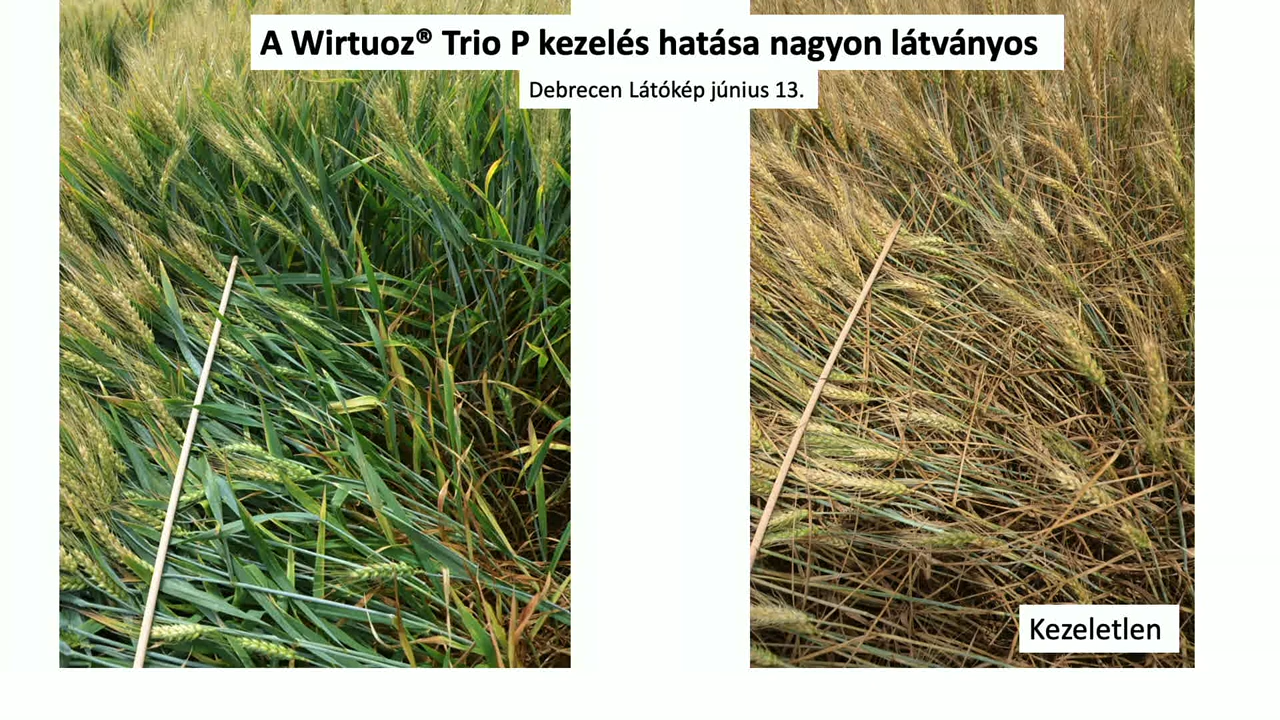 A Wirtuoz® Trio P kezelés hatása nagyon látványos
Debrecen Látókép június 13.
Kezeletlen